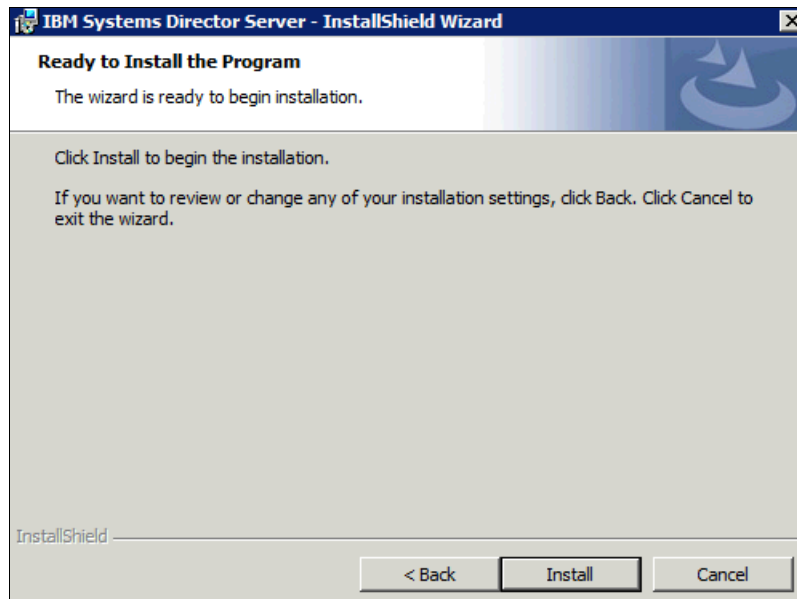 IBM Systems Director Server - InstallShield Wizard
Ready to Install the Program
The wizard is ready to begin installation.
Click Install to begin the installation.
If you want to review or change any of your installation settings, click Back. Click Cancel to
exit the wizard.
InstallShield
< Back
Install
Cancel